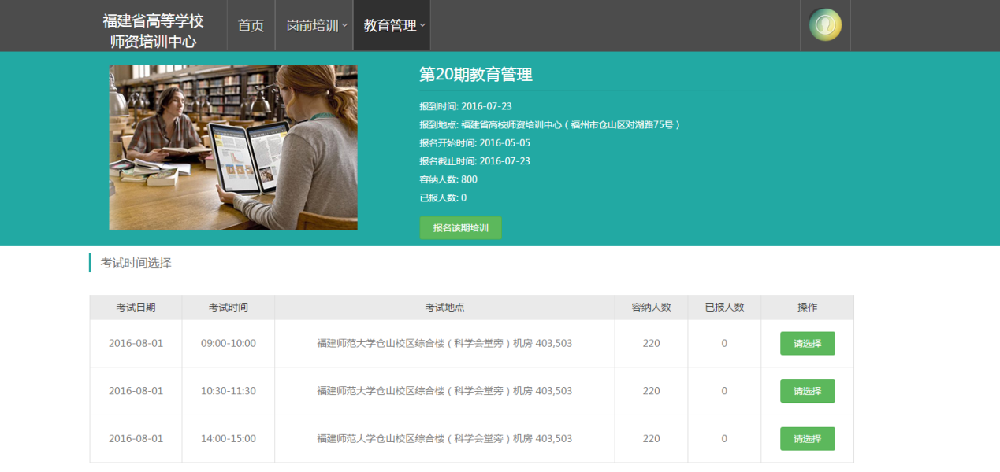 福建省高等学校
师资培训中心
首页
岗前培训
教育管理
第20期教育管理
报到时间: 2016-07-23
报到地点: 福建省高校师资培训中心（福州市仓山区对湖路75号）
报名开始时间: 2016-05-05
报名截止时间: 2016-07-23
容纳人数: 800
已报人数: 0
报名该期培训
考试时间选择
考试日期 考试时间 考试地点 容纳人数 已报人数 操作
2016-08-01 09:00-10:00 福建师范大学仓山校区综合楼（科学会堂旁）机房 403,503 220 0 请选择
2016-08-01 10:30-11:30 福建师范大学仓山校区综合楼（科学会堂旁）机房 403,503 220 0 请选择
2016-08-01 14:00-15:00 福建师范大学仓山校区综合楼（科学会堂旁）机房 403,503 220 0 请选择